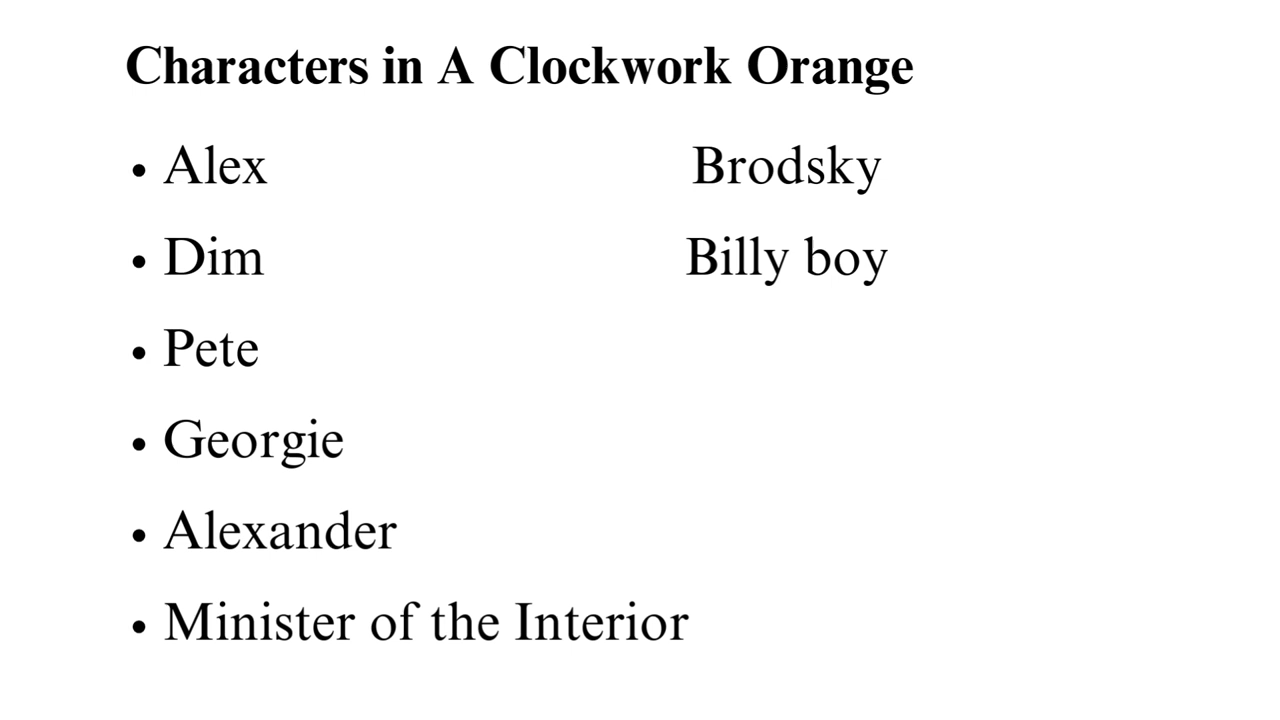 Characters in A Clockwork Orange
• Alex
• Dim
• Pete
• Georgie
• Alexander
• Minister of the Interior
Brodsky
Billy boy